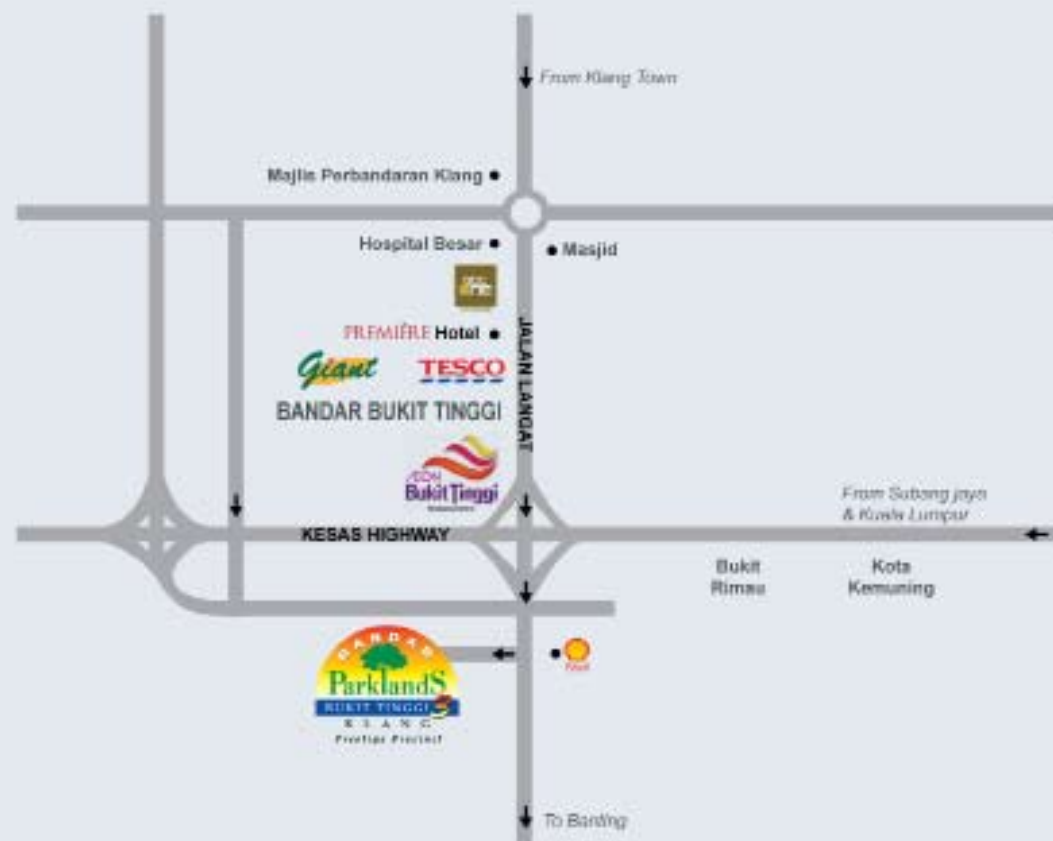 From Klang Town
Majlis Perbandaran Klang
Hospital Besar
Masjid
PREMIÈRE Hotel
Giant
TESCO
JALAN LANGAT
BANDAR BUKIT TINGGI
AEON
Bukit Tinggi
From Subang jaya
& Kuala Lumpur
KESAS HIGHWAY
Bukit
Rimau
Kota
Kemuning
BANDAR
Parklands
BUKIT TINGGI 3
KLANG
Prestige Precinct
To Banting